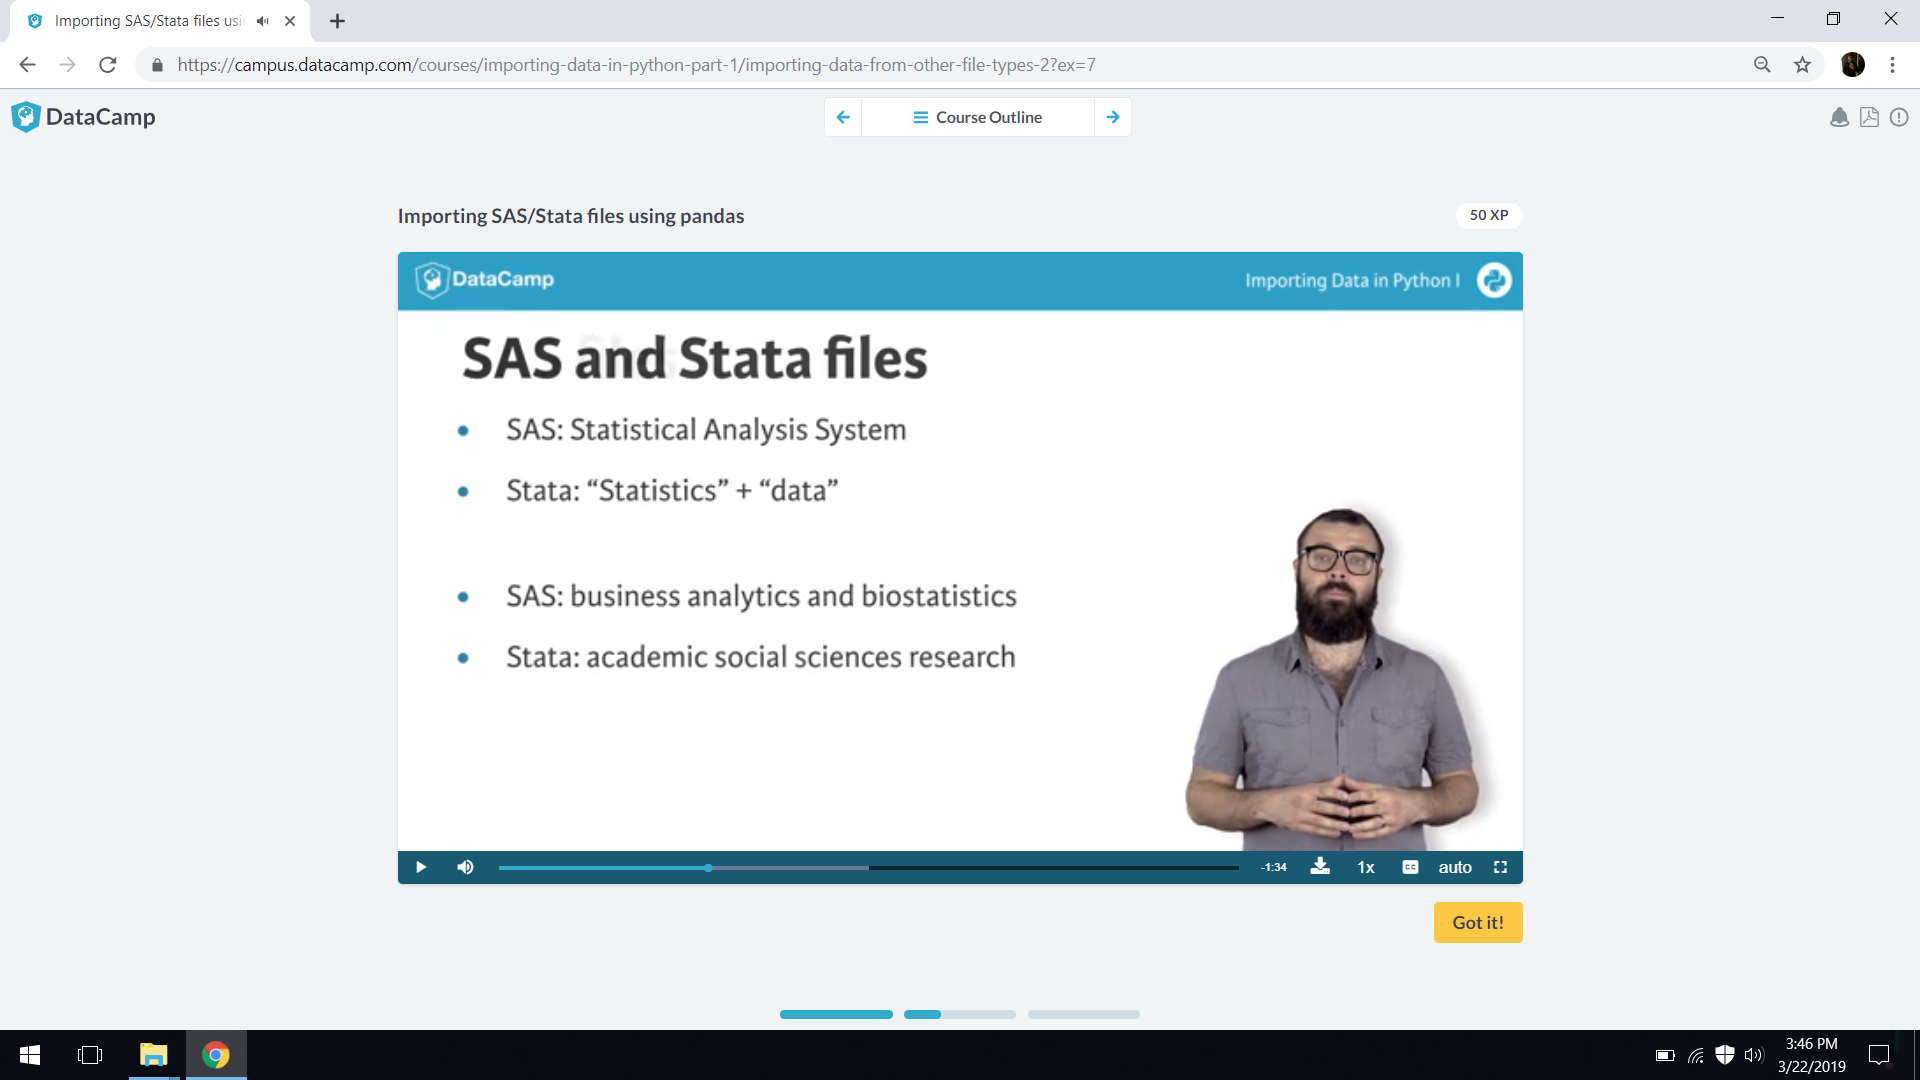 Importing SAS/Stata files usi
https://campus.datacamp.com/courses/importing-data-in-python-part-1/importing-data-from-other-file-types-2?ex=7
DataCamp
Course Outline
Importing SAS/Stata files using pandas
50 XP
DataCamp
Importing Data in Python I
SAS and Stata files
• SAS: Statistical Analysis System
• Stata: “Statistics” + “data”
• SAS: business analytics and biostatistics
• Stata: academic social sciences research
-1:34
1x
CC
auto
Got it!
3:46 PM
3/22/2019